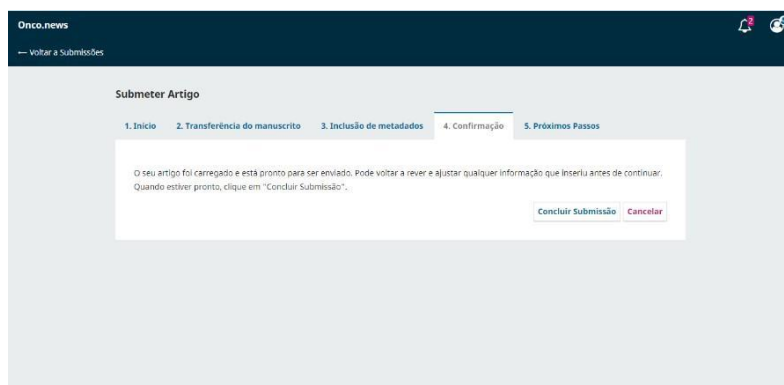 Onco.news
2
← Voltar a Submissões
Submeter Artigo
1. Início 2. Transferência do manuscrito 3. Inclusão de metadados 4. Confirmação 5. Próximos Passos
O seu artigo foi carregado e está pronto para ser enviado. Pode voltar a rever e ajustar qualquer informação que inseriu antes de continuar.
Quando estiver pronto, clique em "Concluir Submissão".
Concluir Submissão Cancelar